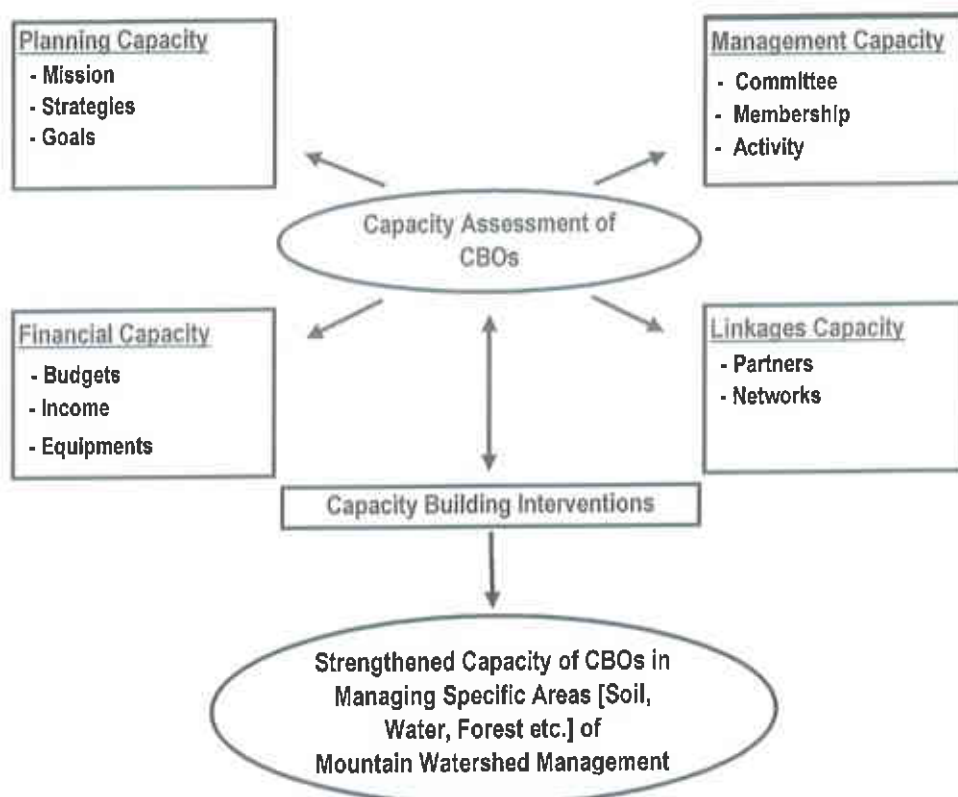 Planning Capacity
- Mission
- Strategies
- Goals
Management Capacity
- Committee
- Membership
- Activity
Capacity Assessment of
CBOs
Financial Capacity
- Budgets
- Income
- Equipments
Linkages Capacity
- Partners
- Networks
Capacity Building Interventions
Strengthened Capacity of CBOs in
Managing Specific Areas [Soil,
Water, Forest etc.] of
Mountain Watershed Management